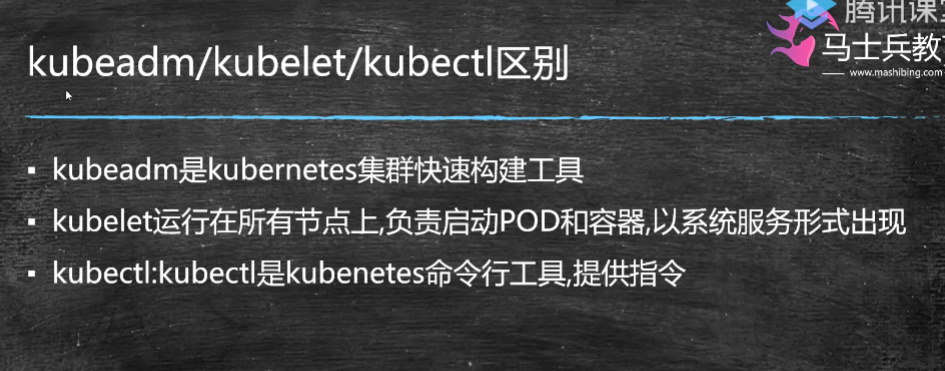 腾讯课堂
kubeadm/kubelet/kubectl区别
马士兵教育
www.mashibing.com
▪ kubeadm是kubernetes集群快速构建工具
▪ kubelet运行在所有节点上,负责启动POD和容器,以系统服务形式出现
▪ kubectl:kubectl是kubenetes命令行工具,提供指令